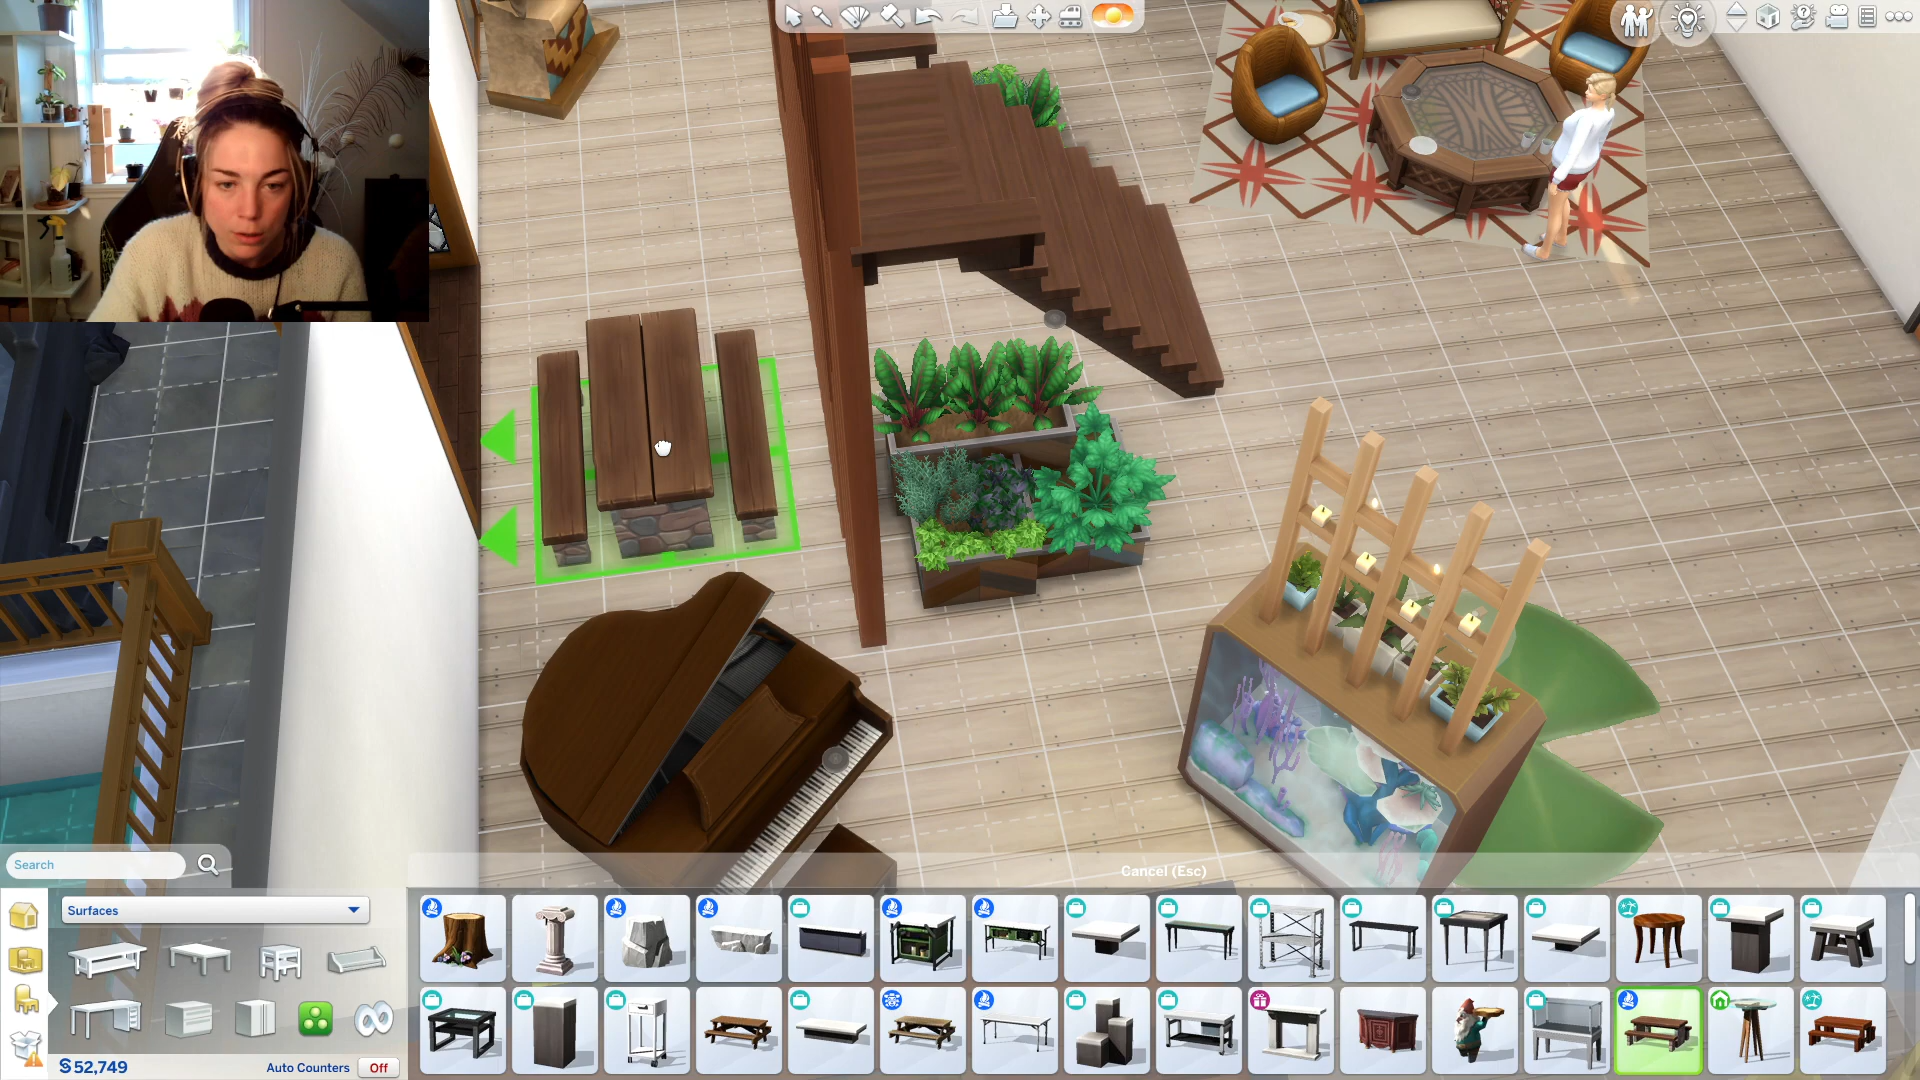 Cancel (Esc)
Search
Surfaces
§52,749
Auto Counters
Off